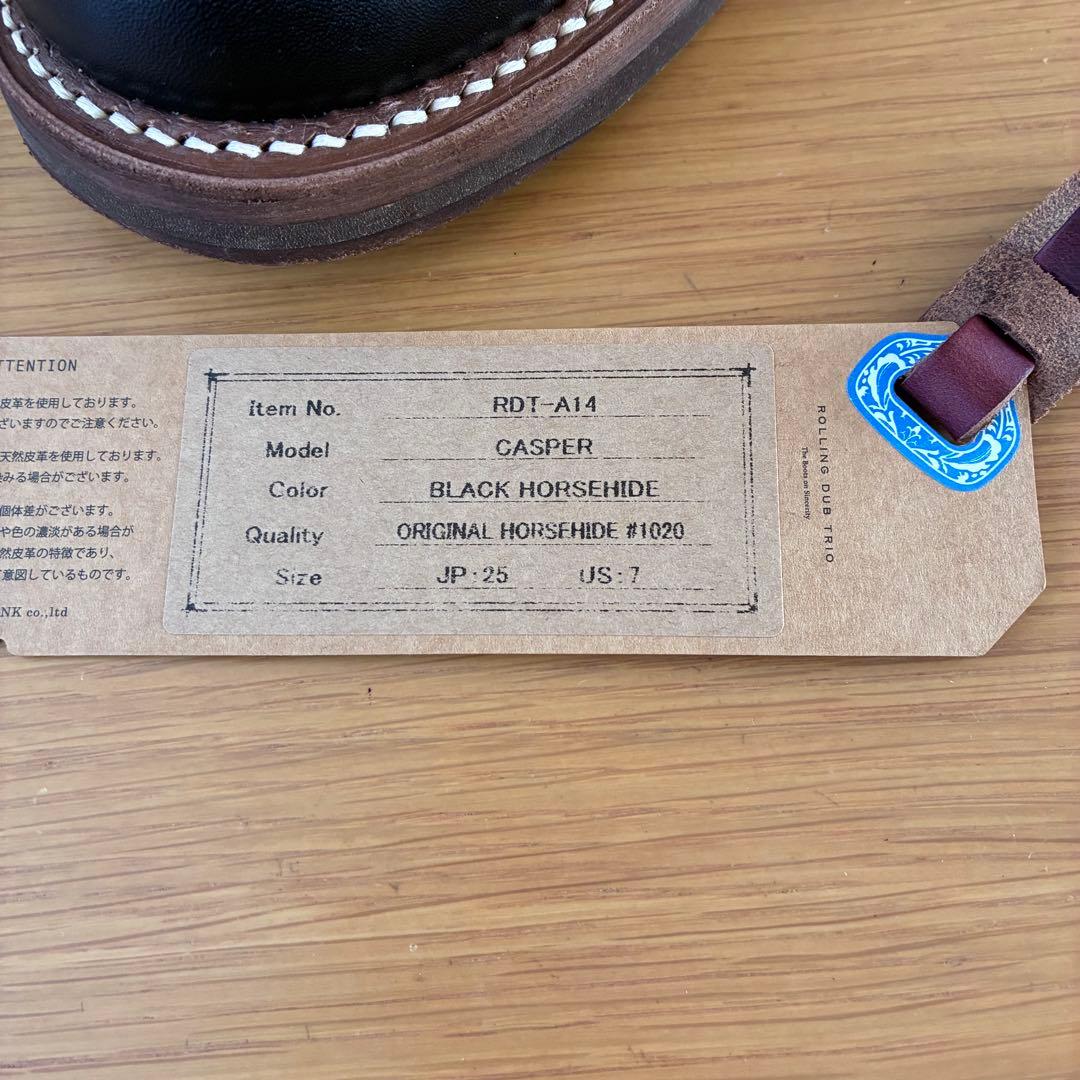 TTENTION
皮革を使用しております。
ざいますのでご注意ください。
天然皮革を使用しております。
みる場合がございます。
個体差がございます。
や色の濃淡がある場合が
然皮革の特徴であり、
意図しているものです。
NK co.,ltd
Item No. RDT-A14
Model CASPER
Color BLACK HORSEHIDE
Quality ORIGINAL HORSEHIDE #1020
Size JP:25 US:7
ROLLING DUB TRIO
The Boots on Sincerity